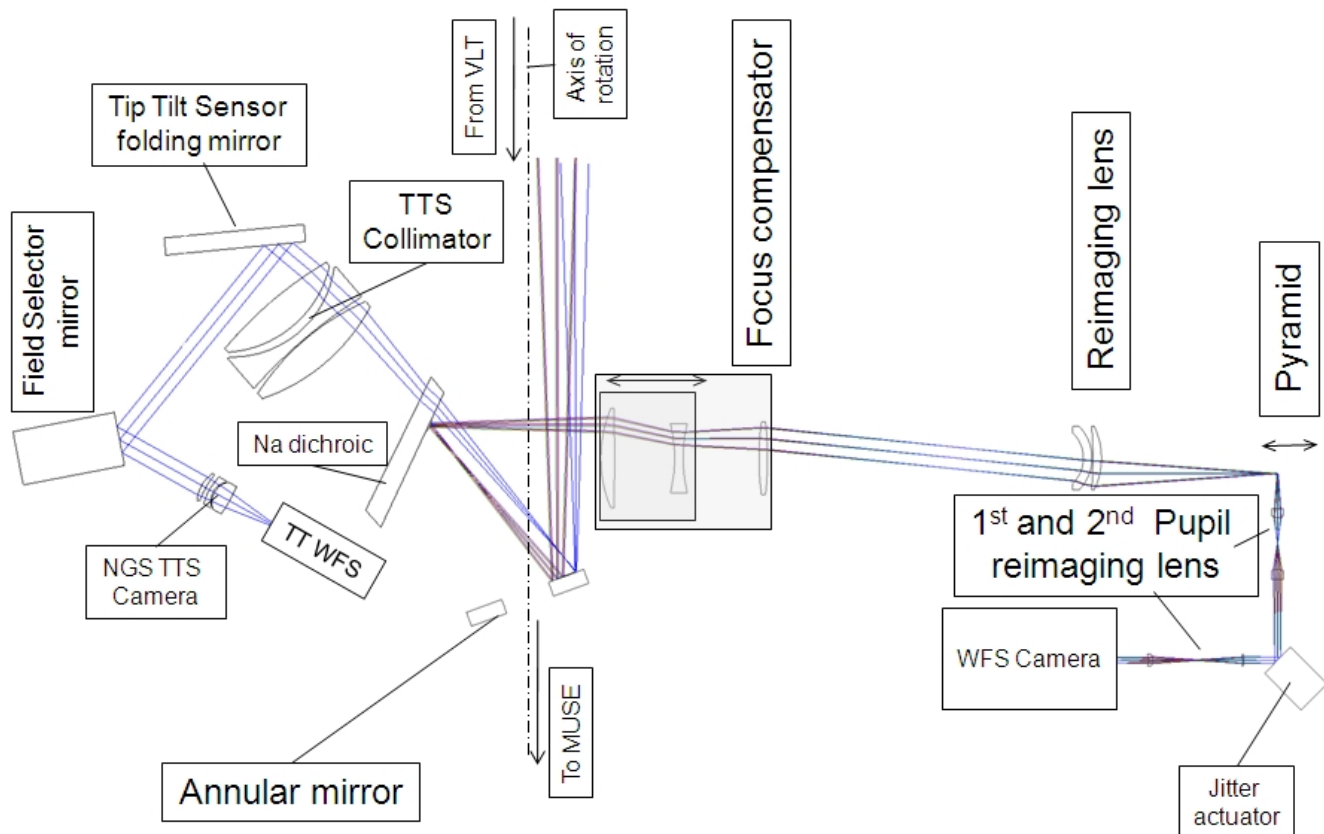 From VLT
Axis of
rotation
Tip Tilt Sensor
folding mirror
TTS
Collimator
Field Selector
mirror
Focus compensator
Reimaging lens
Pyramid
Na dichroic
NGS TTS
Camera
TT WFS
1st and 2nd Pupil
reimaging lens
WFS Camera
To MUSE
Annular mirror
Jitter
actuator